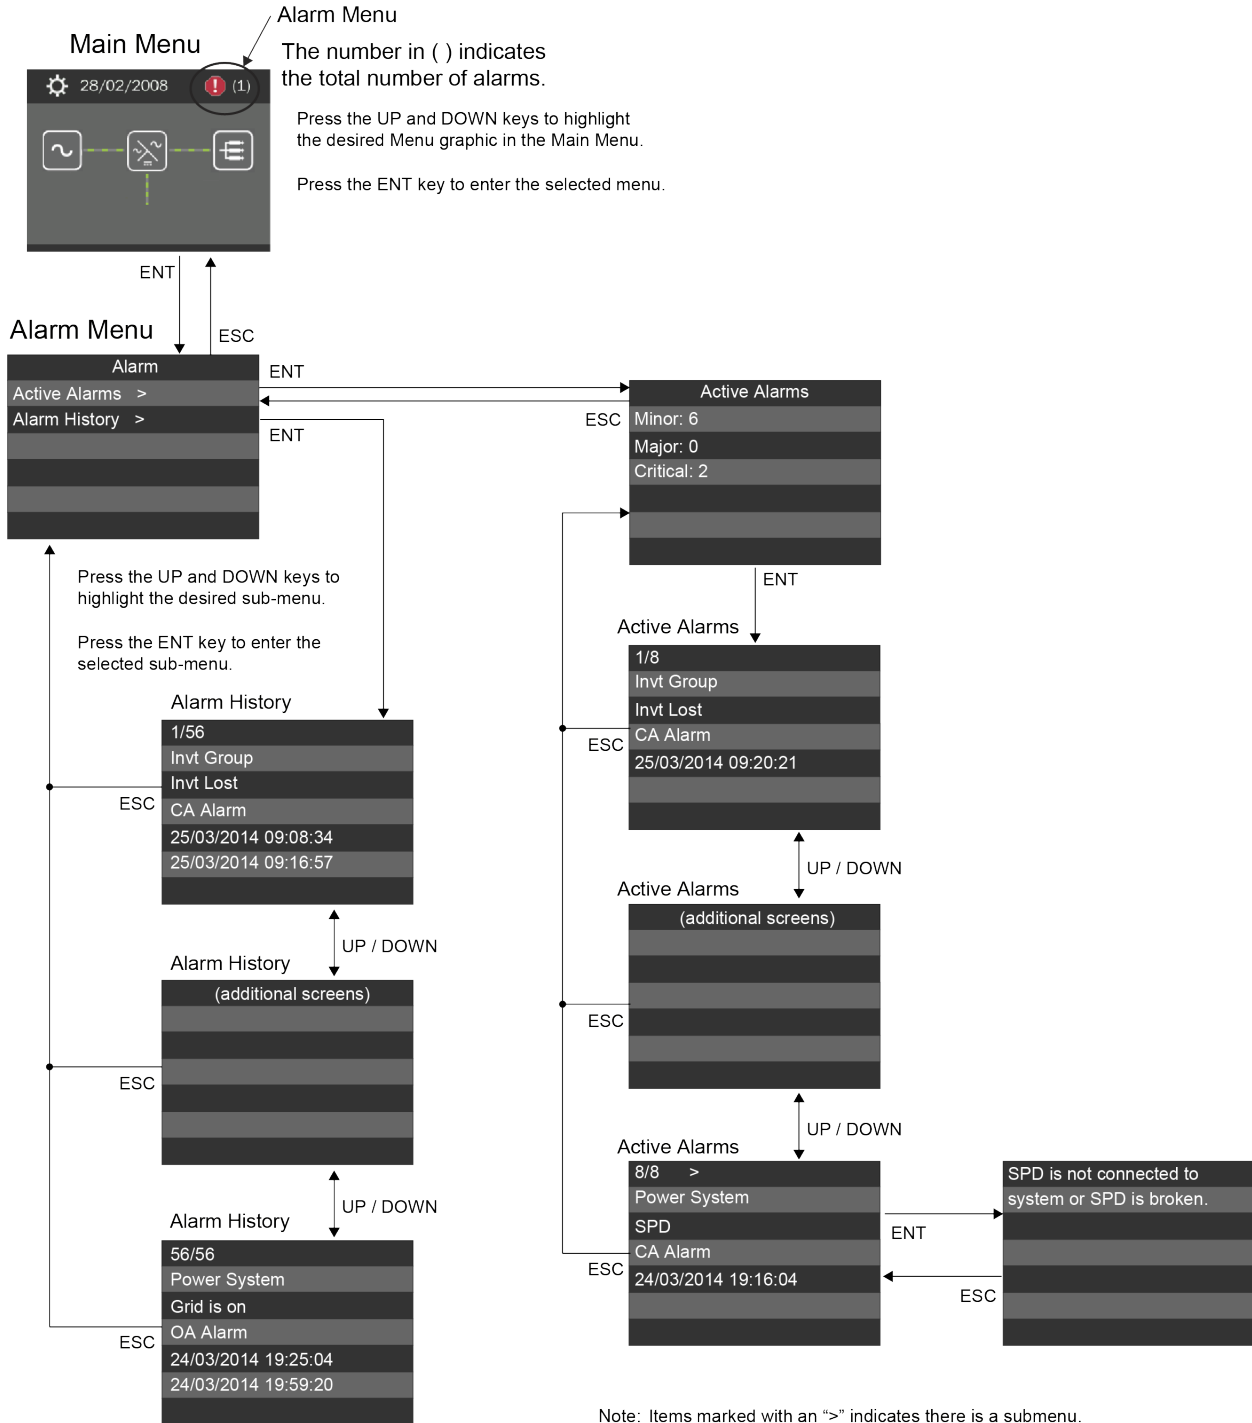 Alarm Menu
Main Menu
The number in ( ) indicates
the total number of alarms.
28/02/2008 ! (1)
Press the UP and DOWN keys to highlight
the desired Menu graphic in the Main Menu.
Press the ENT key to enter the selected menu.
ENT
ESC
Alarm Menu
Alarm
Active Alarms >
Alarm History >
ENT
ESC
ENT
Active Alarms
Minor: 6
Major: 0
Critical: 2
ENT
Press the UP and DOWN keys to
highlight the desired sub-menu.
Press the ENT key to enter the
selected sub-menu.
Alarm History
1/56
Invt Group
Invt Lost
CA Alarm
25/03/2014 09:08:34
25/03/2014 09:16:57
ESC
UP / DOWN
Alarm History
(additional screens)
ESC
UP / DOWN
Alarm History
56/56
Power System
Grid is on
OA Alarm
24/03/2014 19:25:04
24/03/2014 19:59:20
ESC
Active Alarms
1/8
Invt Group
Invt Lost
CA Alarm
25/03/2014 09:20:21
ESC
UP / DOWN
Active Alarms
(additional screens)
ESC
UP / DOWN
Active Alarms
8/8 >
Power System
SPD
CA Alarm
24/03/2014 19:16:04
ESC
ENT
ESC
SPD is not connected to
system or SPD is broken.
Note: Items marked with an “>” indicates there is a submenu.